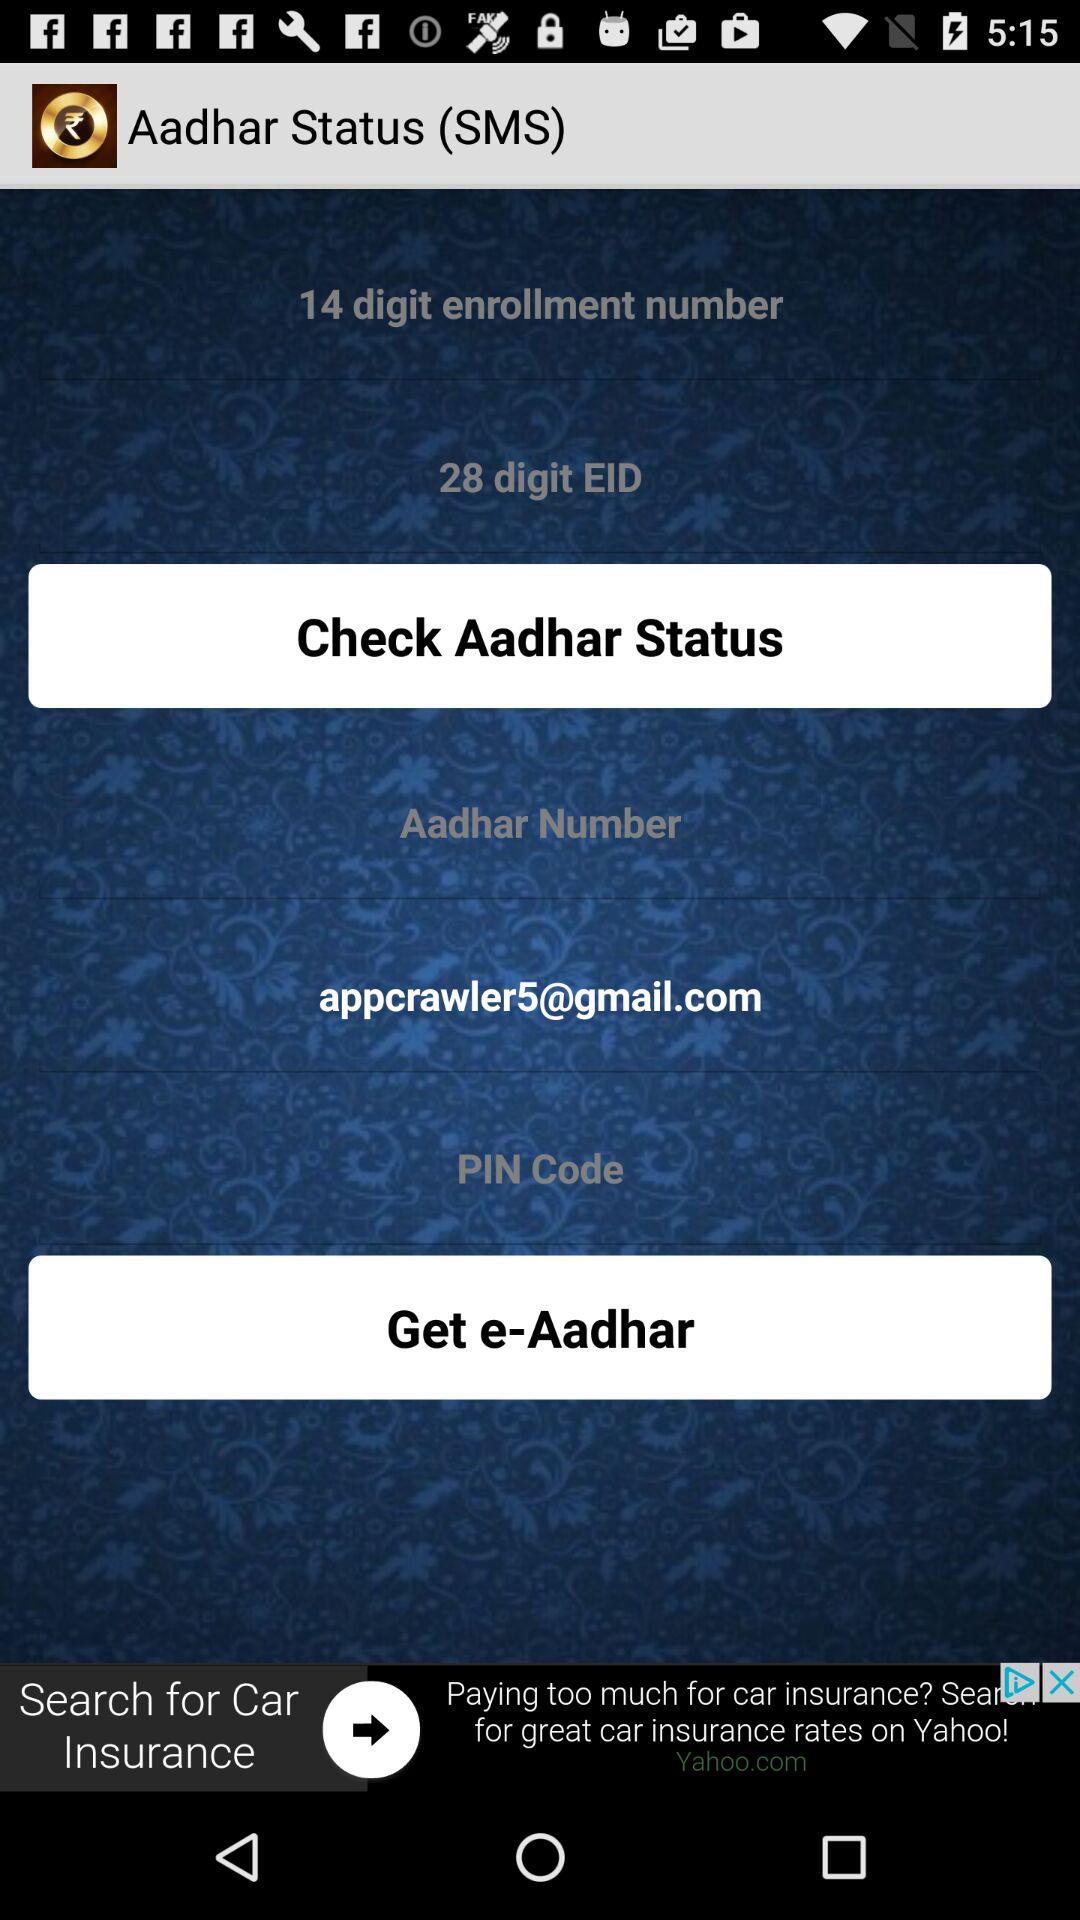 FAKE
5:15
Aadhar Status (SMS)
14 digit enrollment number
28 digit EID
Check Aadhar Status
Aadhar Number
appcrawler5@gmail.com
PIN Code
Get e-Aadhar
Search for Car
Insurance
Paying too much for car insurance? Search
for great car insurance rates on Yahoo!
Yahoo.com